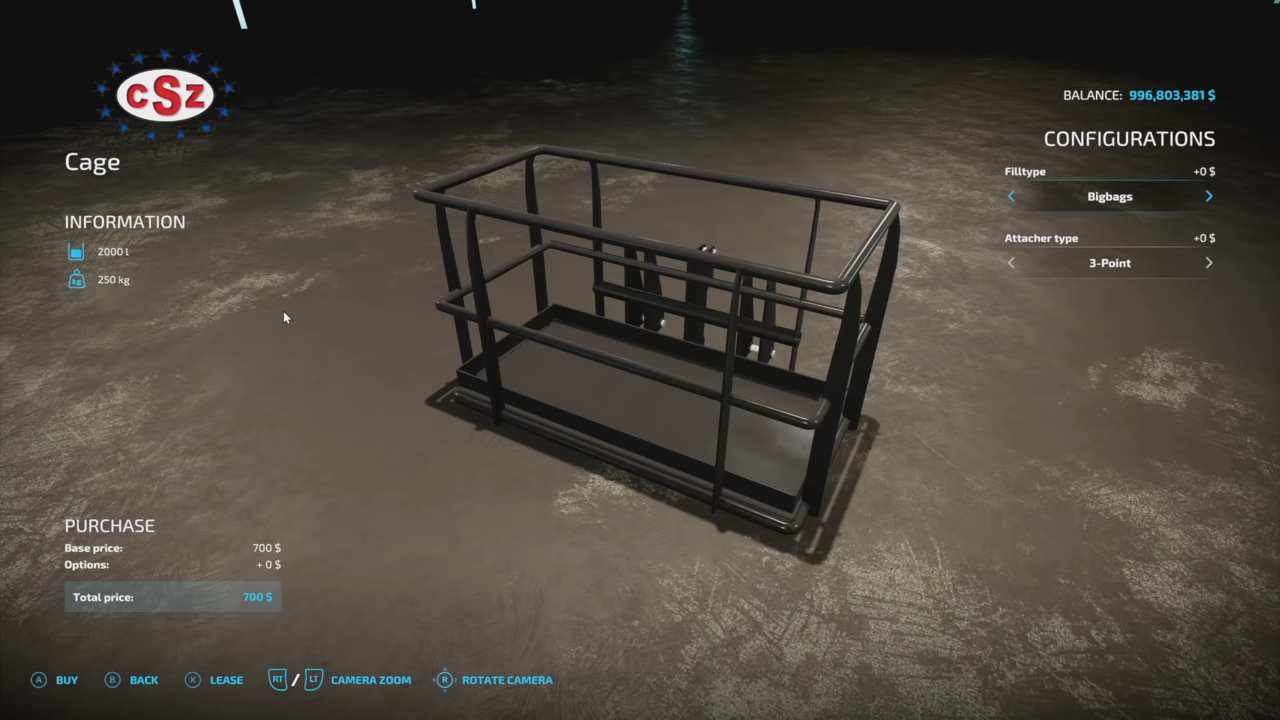 CSZ
Cage
INFORMATION
2000 l
kg 250 kg
PURCHASE
Base price: 700 $
Options: + 0 $
Total price: 700 $
BALANCE: 996,803,381 $
CONFIGURATIONS
Filltype +0 $
Bigbags
Attacher type +0 $
3-Point
A BUY B BACK X LEASE RT / LT CAMERA ZOOM R ROTATE CAMERA